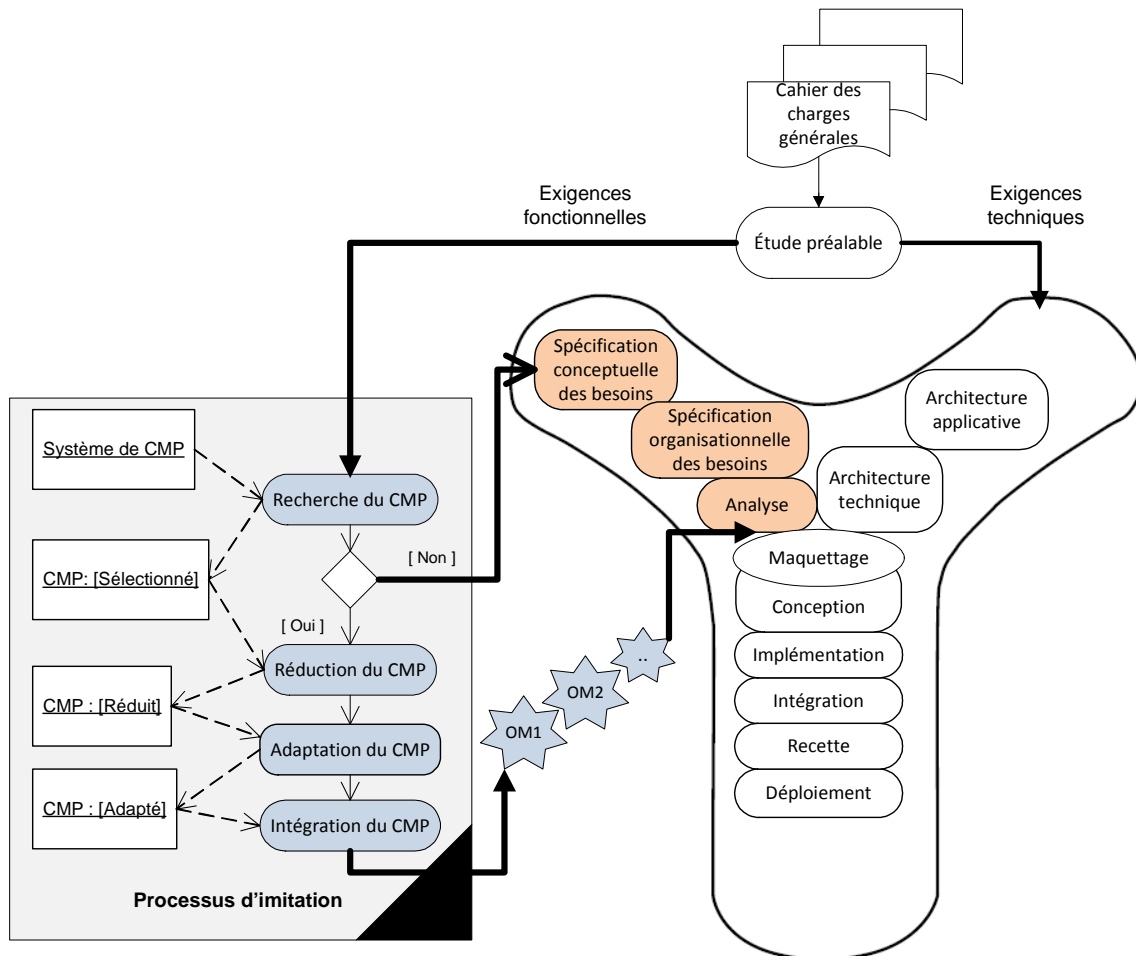 Cahier des
charges
générales
Exigences
fonctionnelles
Exigences
techniques
Étude préalable
Spécification
conceptuelle
des besoins
Spécification
organisationnelle
des besoins
Analyse
Architecture
applicative
Architecture
technique
Maquettage
Conception
Implémentation
Intégration
Recette
Déploiement
Système de CMP
Recherche du CMP
[ Non ]
CMP: [Sélectionné]
[ Oui ]
Réduction du CMP
CMP : [Réduit]
Adaptation du CMP
CMP : [Adapté]
Intégration du CMP
Processus d'imitation
OM1
OM2
..